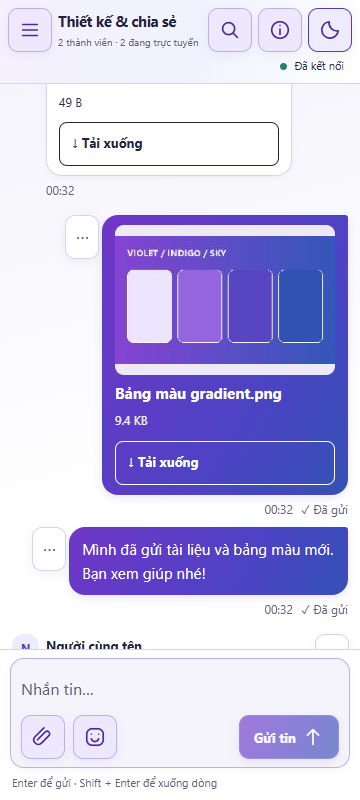 Thiết kế & chia sẻ
2 thành viên · 2 đang trực tuyến
Đã kết nối
49 B
↓ Tải xuống
00:32
...
VIOLET / INDIGO / SKY
Bảng màu gradient.png
9.4 KB
↓ Tải xuống
00:32 ✓ Đã gửi
...
Mình đã gửi tài liệu và bảng màu mới.
Bạn xem giúp nhé!
00:32 ✓ Đã gửi
N Người cùng tên
Nhắn tin...
Gửi tin ↑
Enter để gửi · Shift + Enter để xuống dòng